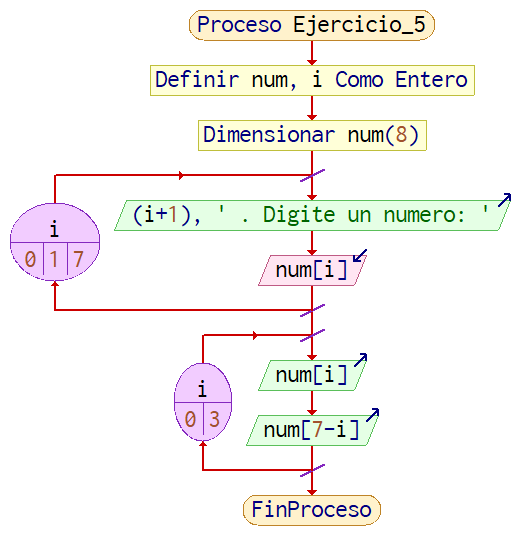 Proceso Ejercicio_5
Definir num, i Como Entero
Dimensionar num(8)
(i+1), ' . Digite un numero: '
i
0 1 7
num[i]
i
0 3
num[i]
num[7-i]
FinProceso